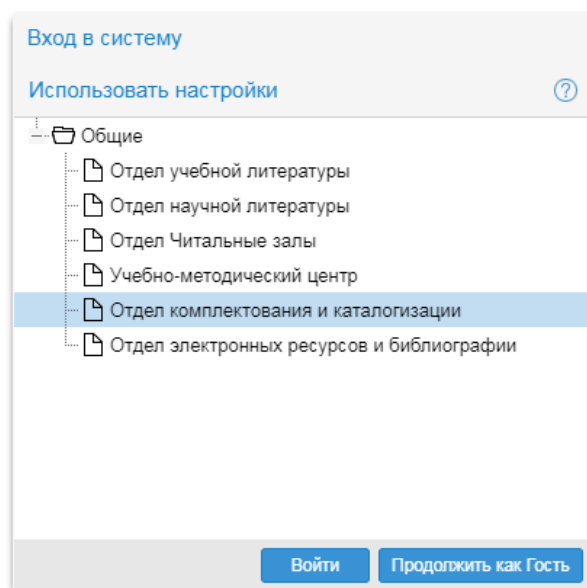 Вход в систему
Использовать настройки ?
Общие
Отдел учебной литературы
Отдел научной литературы
Отдел Читальные залы
Учебно-методический центр
Отдел комплектования и каталогизации
Отдел электронных ресурсов и библиографии
Войти Продолжить как Гость